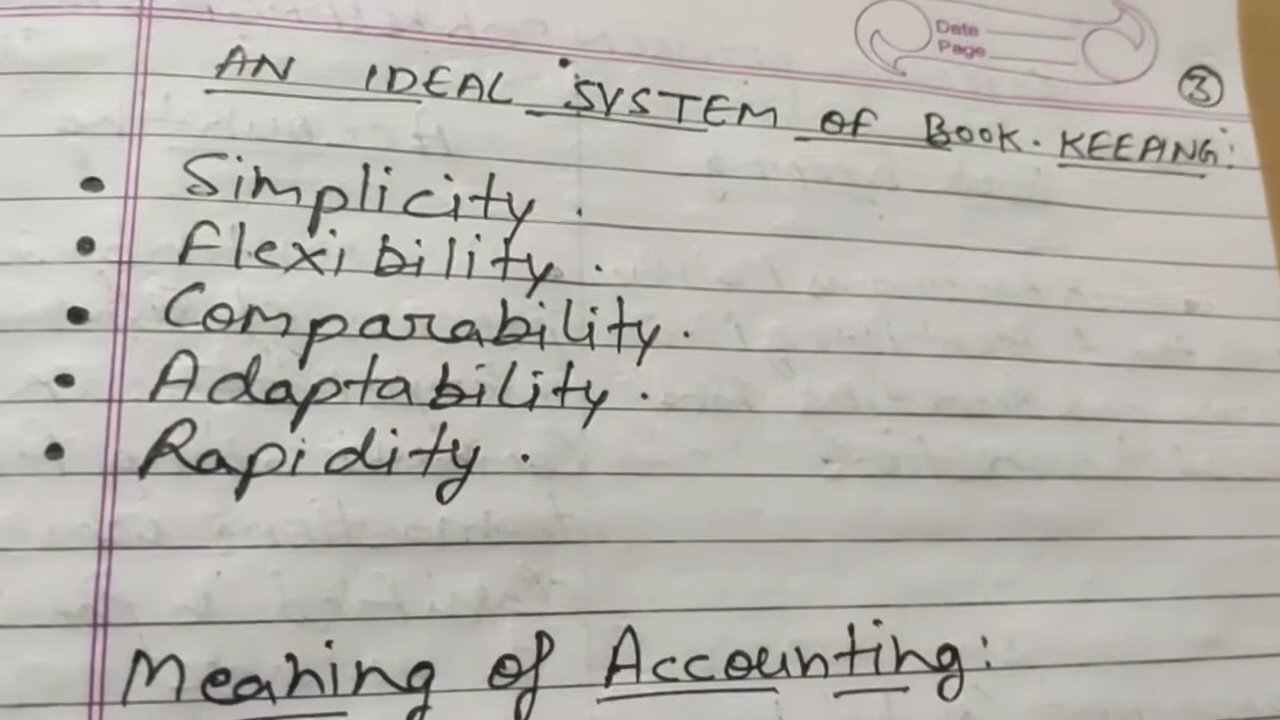 Date
Page
3
AN IDEAL SYSTEM OF BOOK-KEEPING:
• Simplicity.
• Flexibility.
• Comparability.
• Adaptability.
• Rapidity.
Meaning of Accounting: